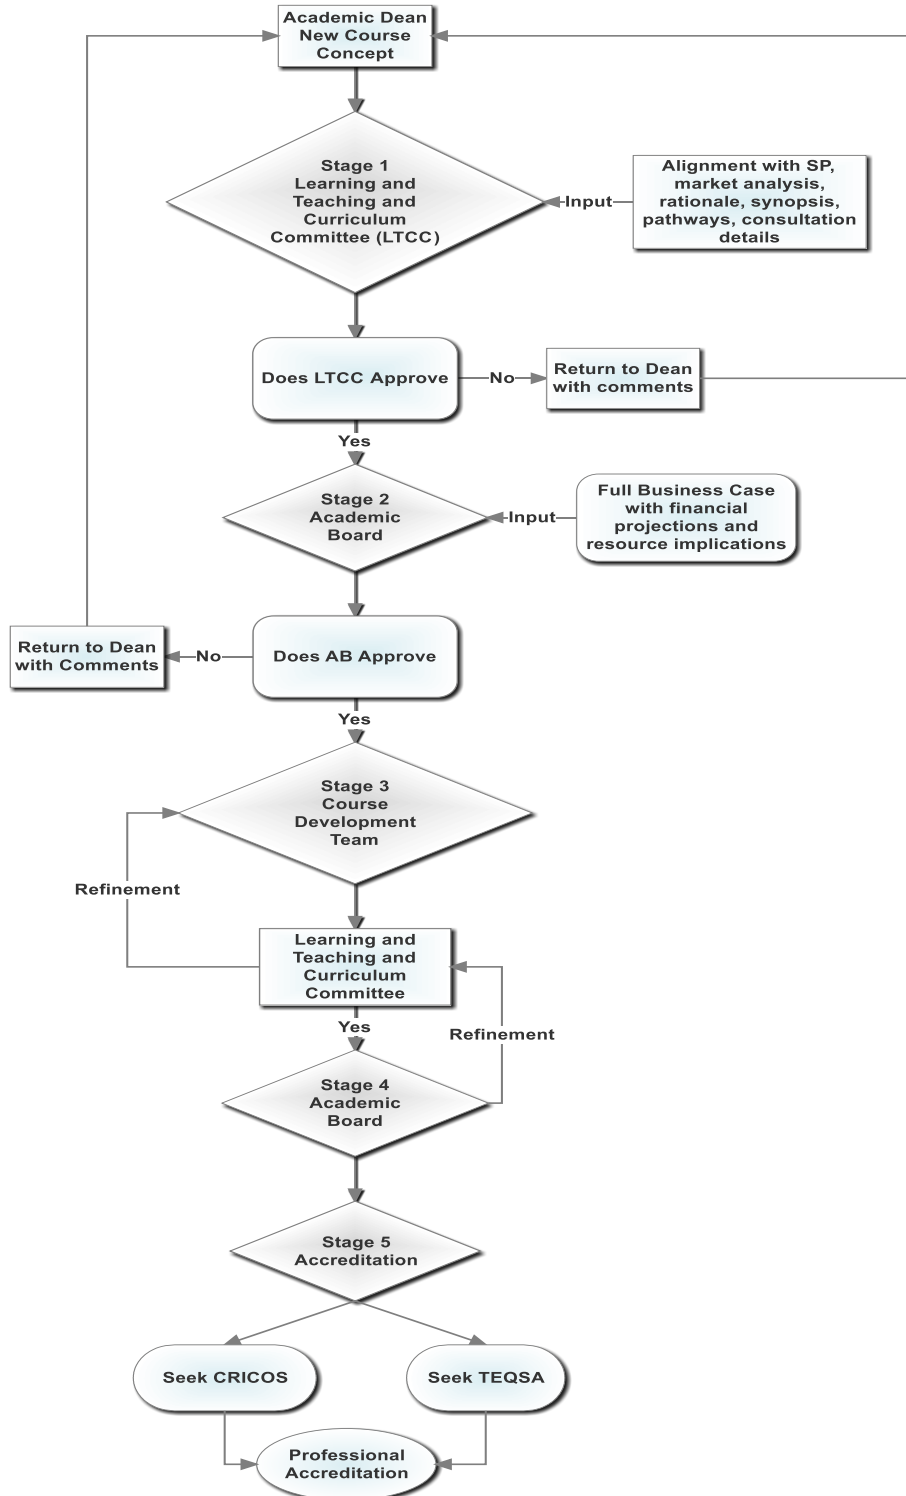 Academic Dean
New Course
Concept
Stage 1
Learning and
Teaching and
Curriculum
Committee (LTCC)
Input
Alignment with SP,
market analysis,
rationale, synopsis,
pathways, consultation
details
Does LTCC Approve
No
Return to Dean
with comments
Yes
Stage 2
Academic
Board
Input
Full Business Case
with financial
projections and
resource implications
Return to Dean
with Comments
No
Does AB Approve
Yes
Stage 3
Course
Development
Team
Refinement
Learning and
Teaching and
Curriculum
Committee
Yes
Refinement
Stage 4
Academic
Board
Stage 5
Accreditation
Seek CRICOS
Seek TEQSA
Professional
Accreditation